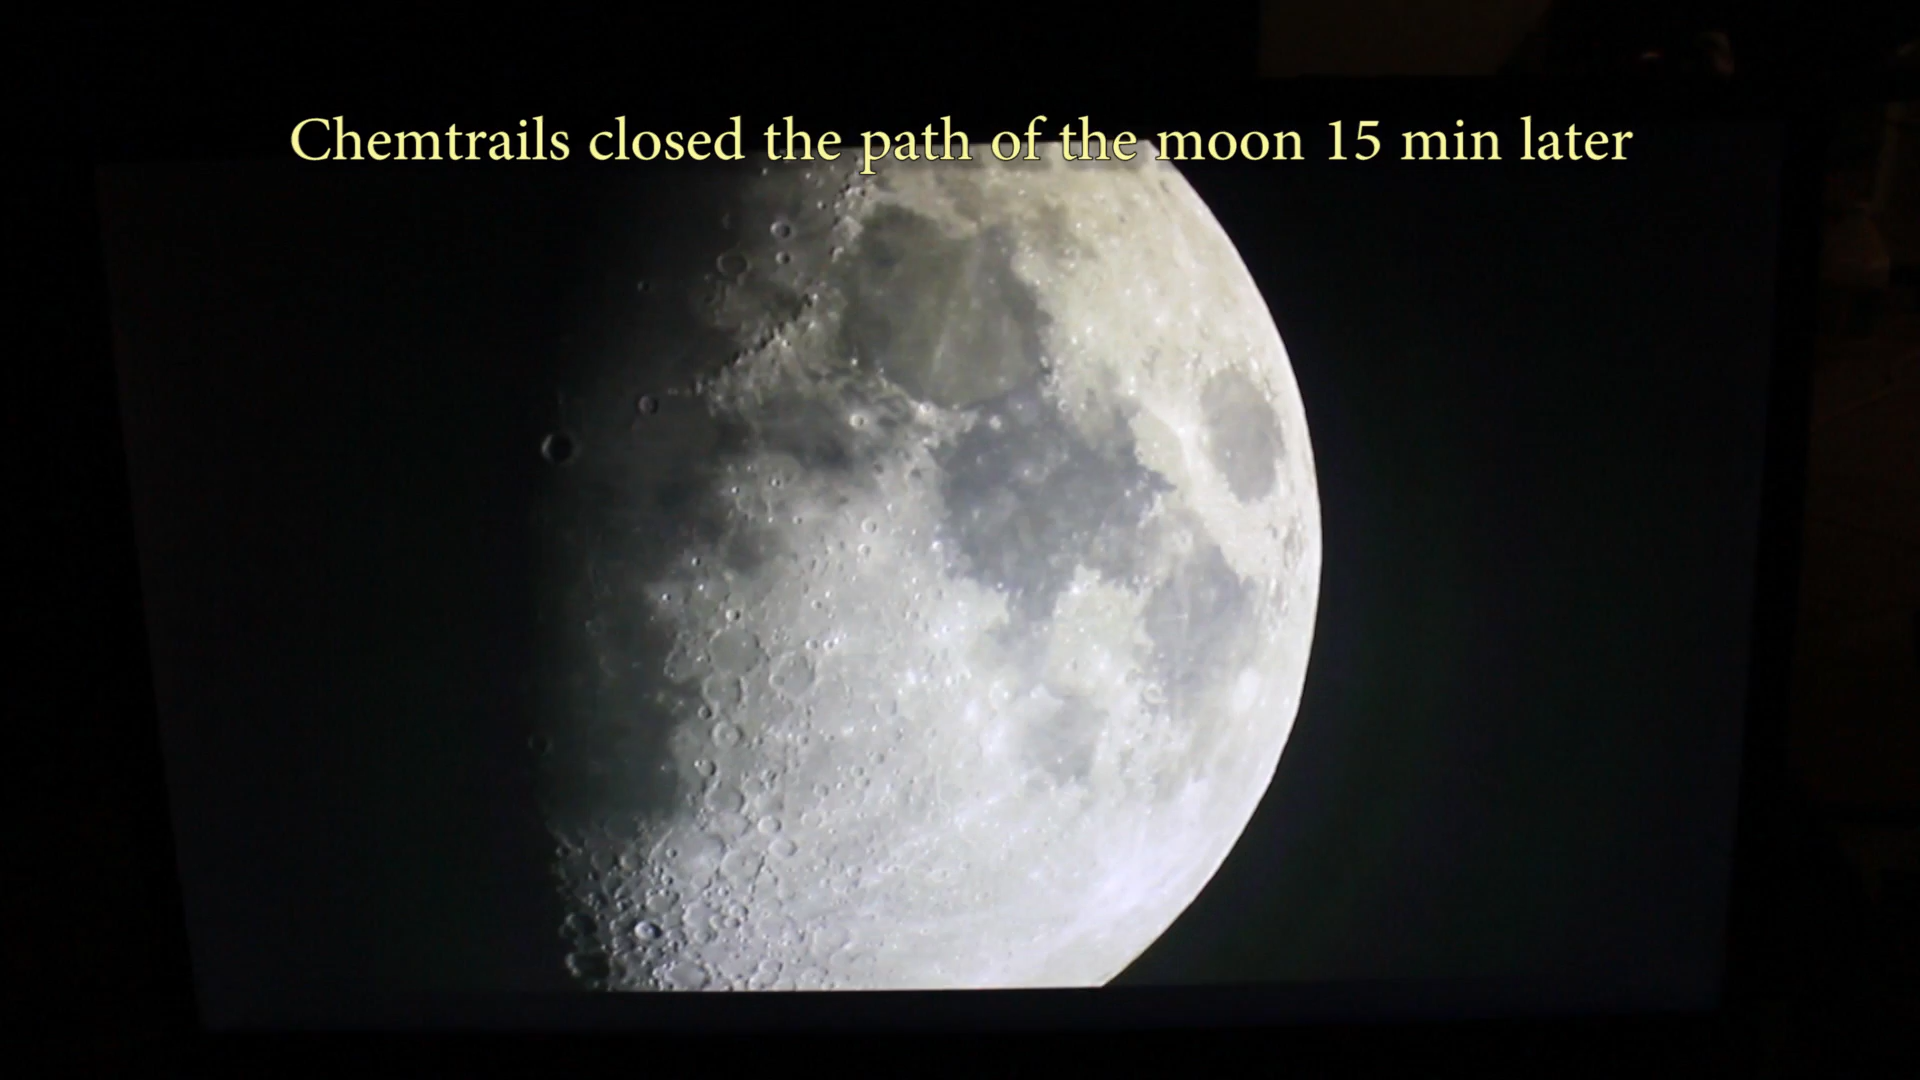 Chemtrails closed the path of the moon 15 min later